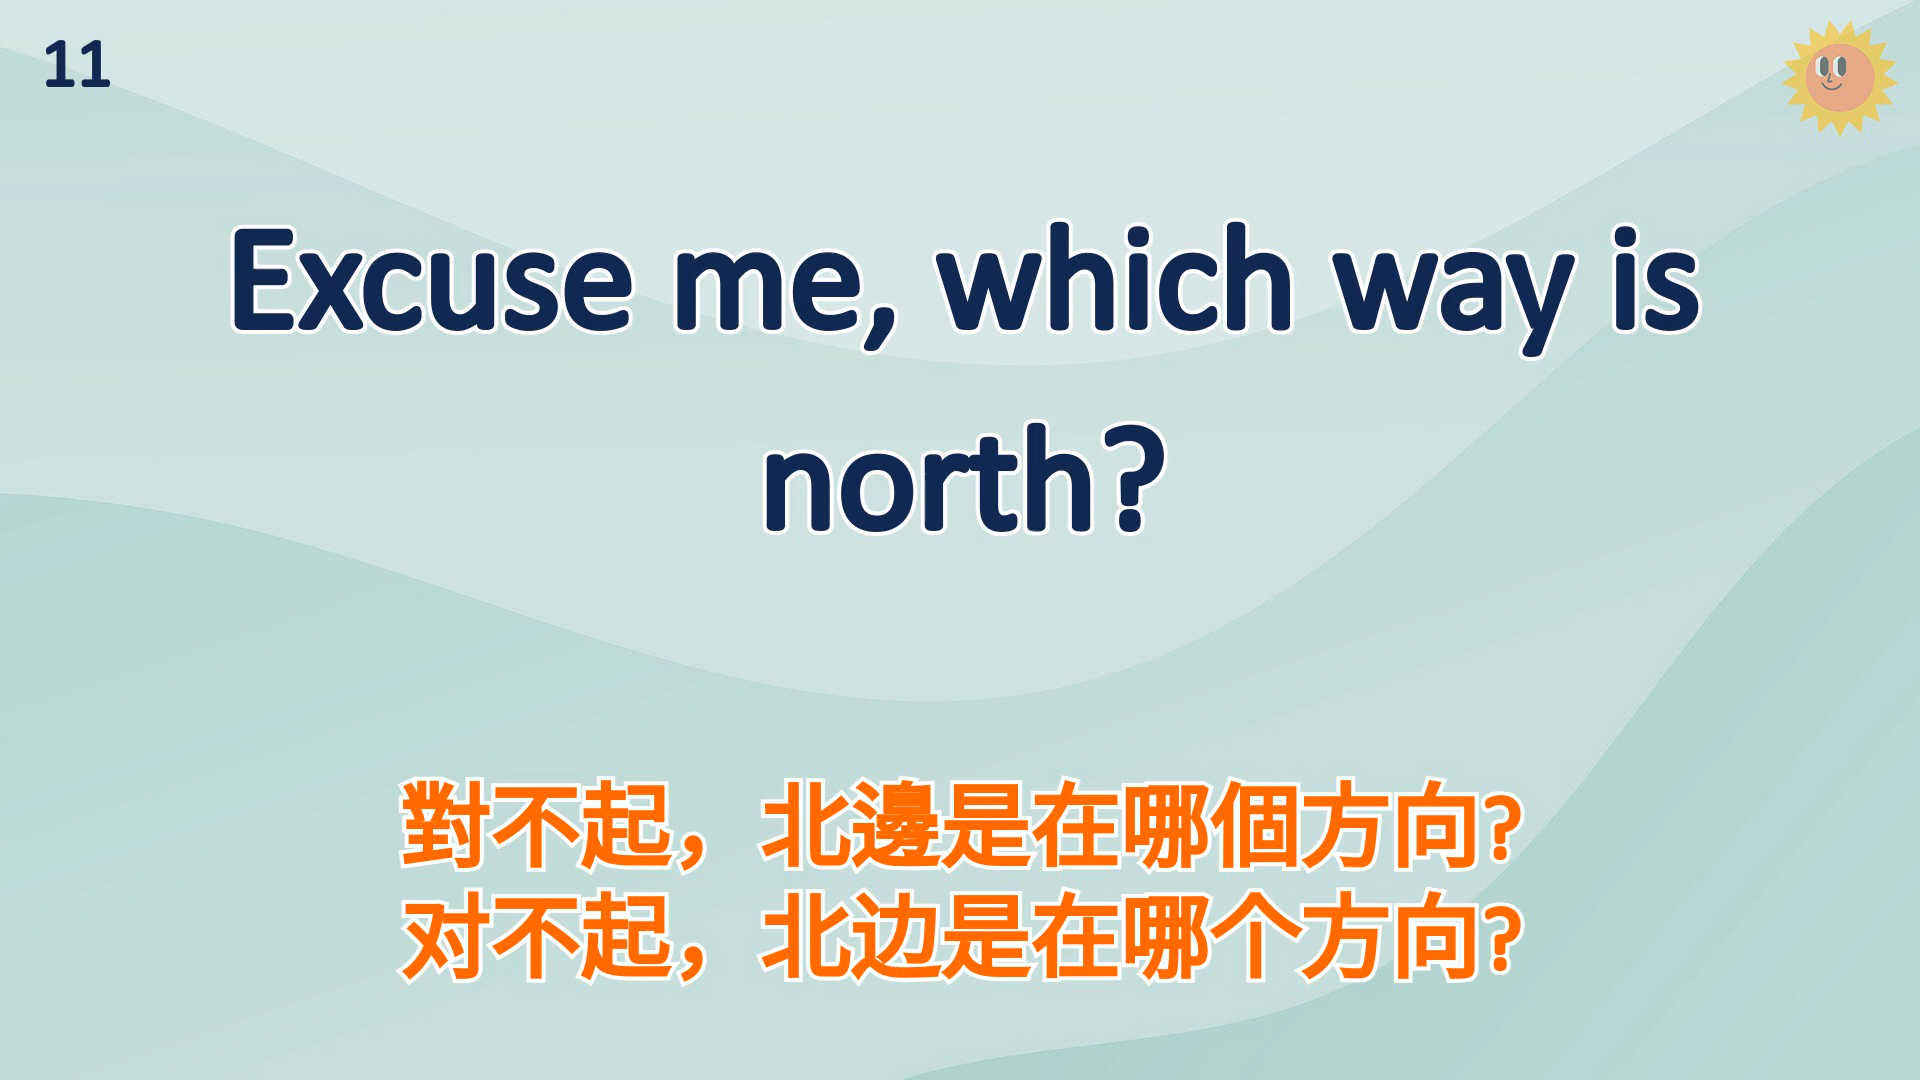 11
Excuse me, which way is
north?
對不起，北邊是在哪個方向?
对不起，北边是在哪个方向?